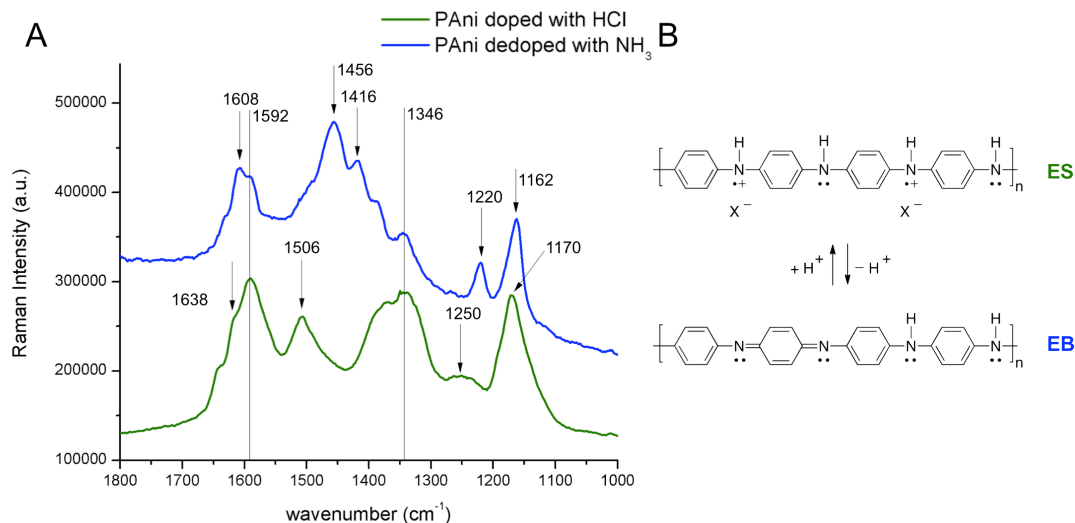 A
PAni doped with HCl
PAni dedoped with NH3
B
1456
1608
1416
1592
1346
500000
400000
300000
200000
100000
Raman Intensity (a.u.)
1220
1162
1506
1170
1638
1250
1800 1700 1600 1500 1400 1300 1200 1100 1000
wavenumber (cm-1)
H H H H
N N N N
•+ •• •+ ••
n
X− X−
ES
+ H+ − H+
H H
N N N N
•• •• •• ••
n
EB